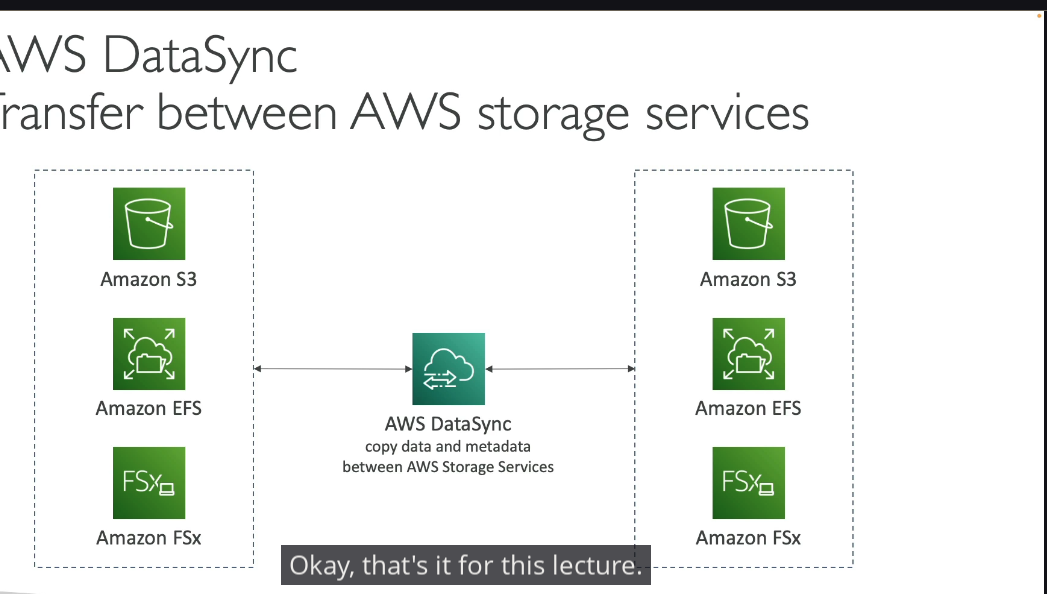 AWS DataSync
Transfer between AWS storage services
Amazon S3
Amazon EFS
FSx
Amazon FSx
AWS DataSync
copy data and metadata
between AWS Storage Services
Amazon S3
Amazon EFS
FSx
Amazon FSx
Okay, that's it for this lecture.